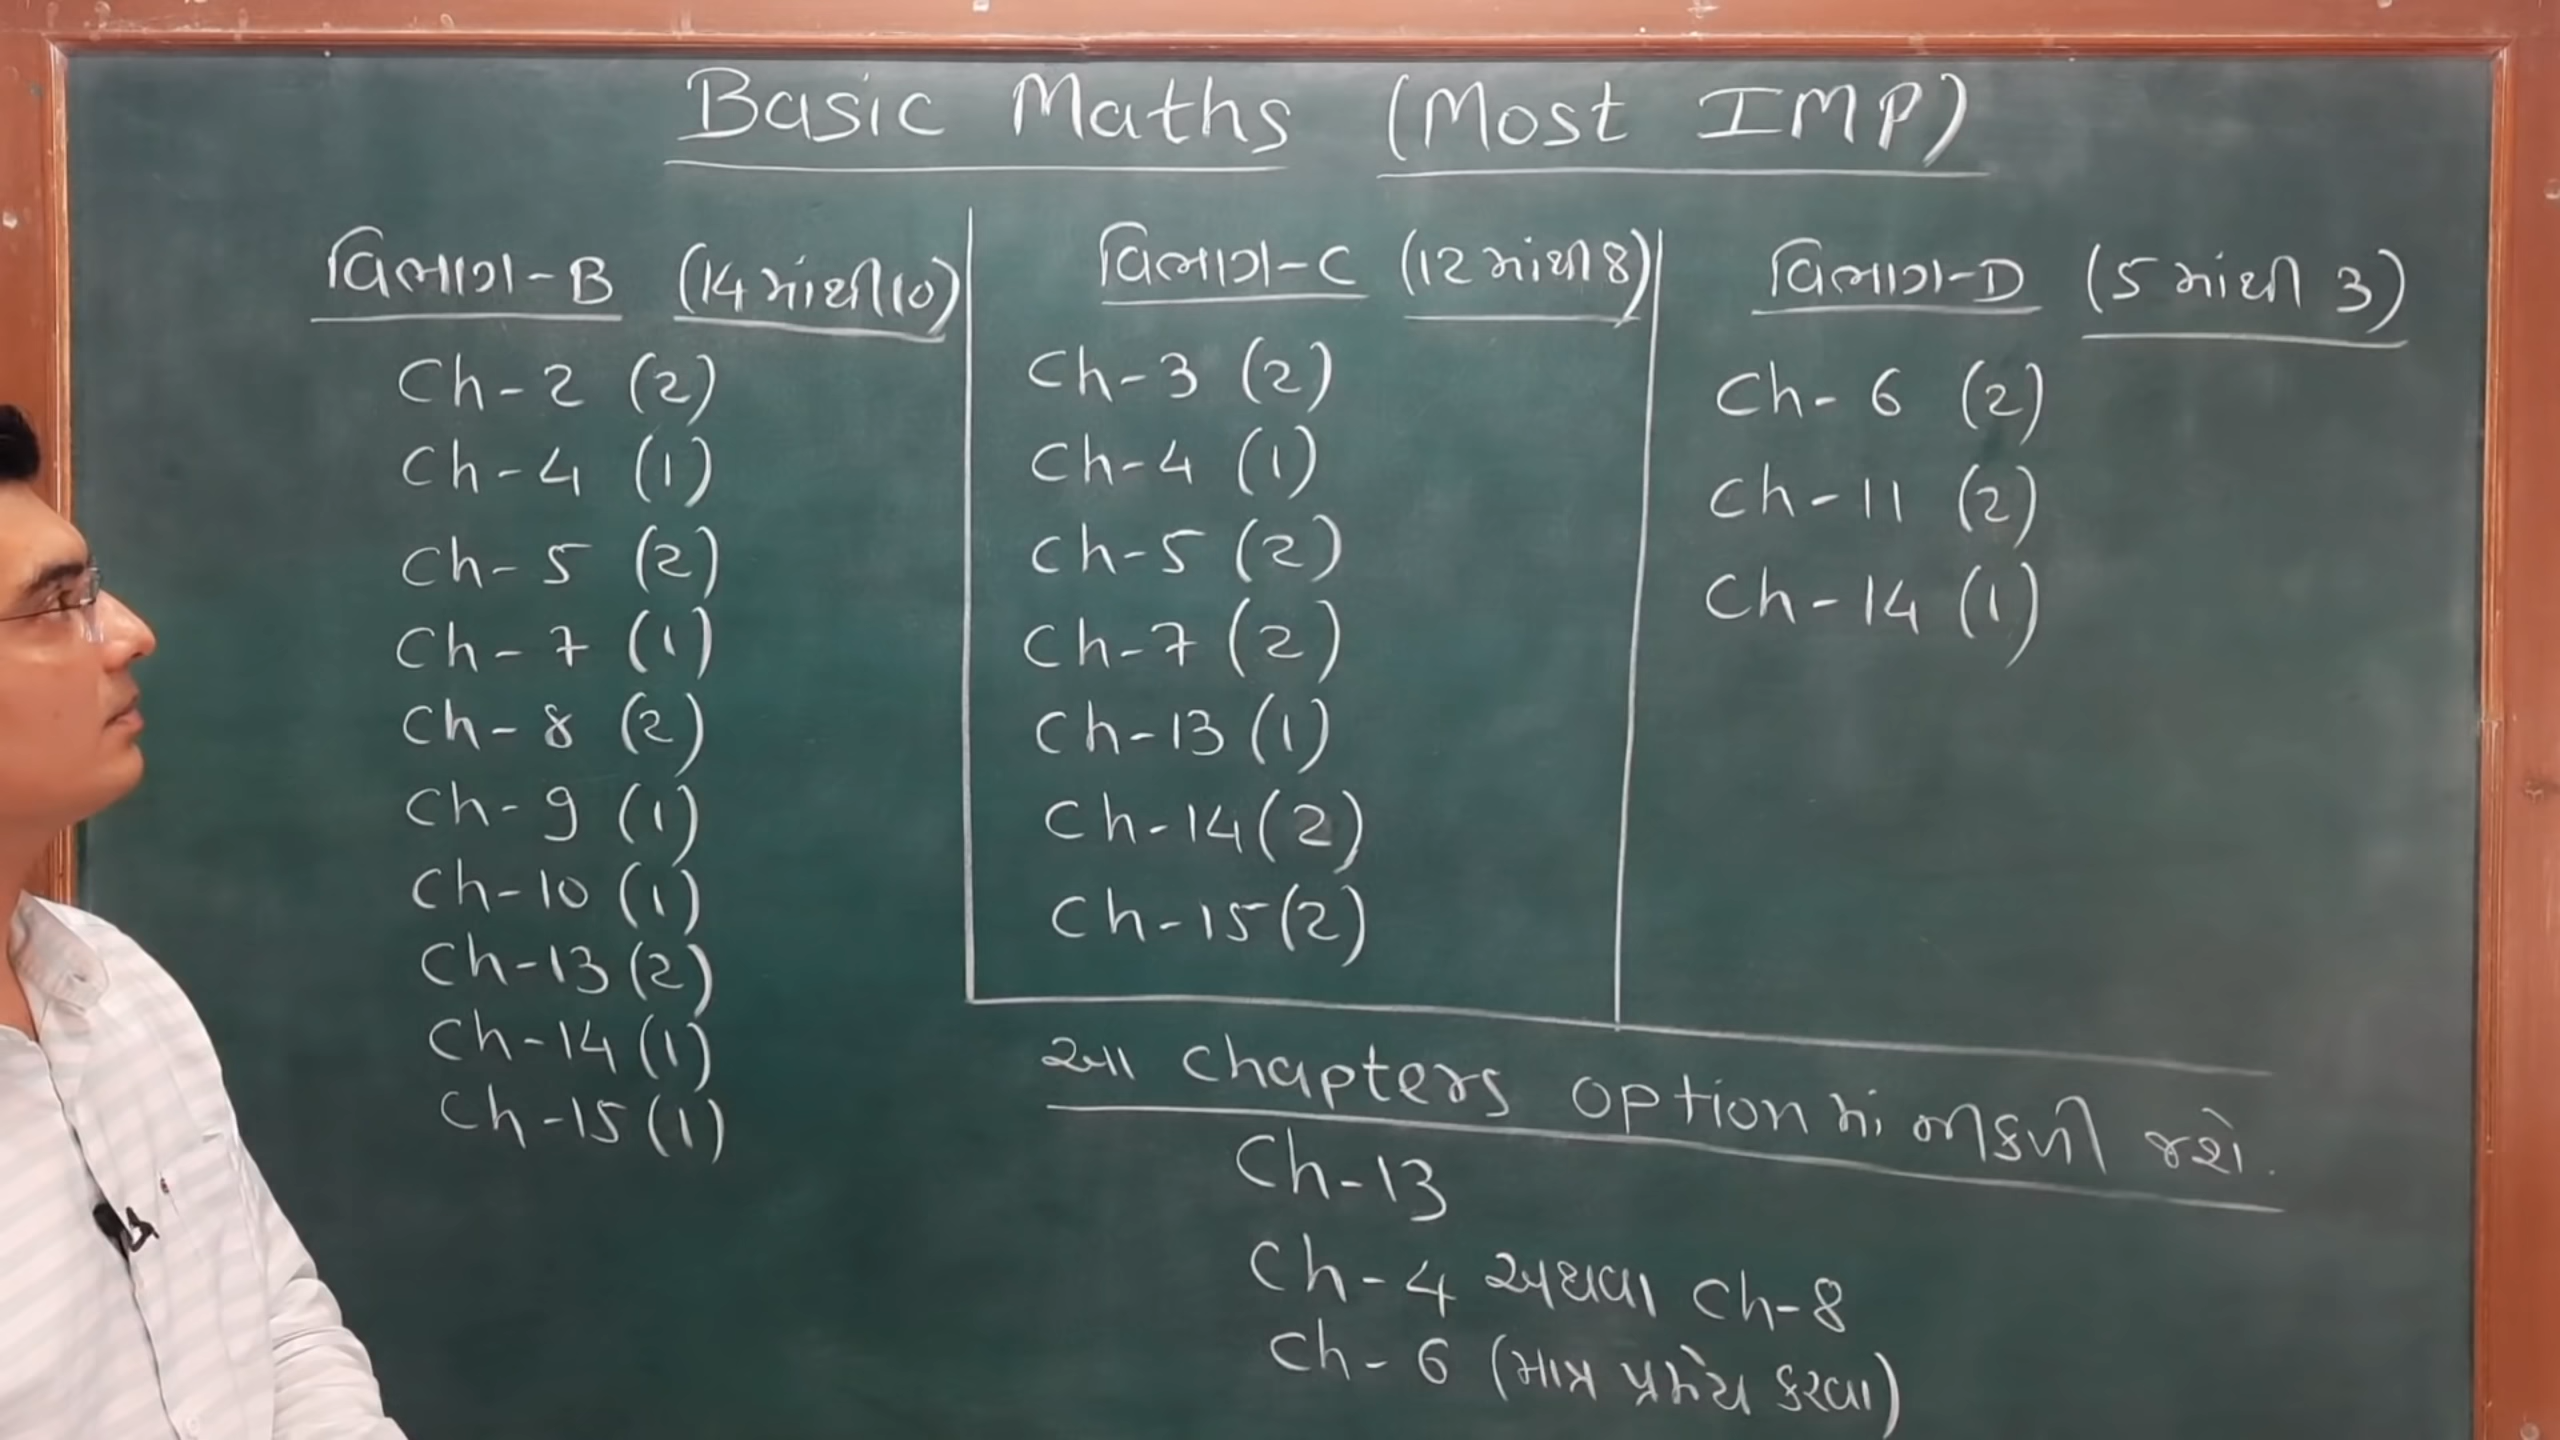 Basic Maths (Most IMP)
વિભાગ-B (14 માંથી 10)
Ch-2 (2)
Ch-4 (1)
Ch-5 (2)
Ch-7 (1)
Ch-8 (2)
Ch-9 (1)
Ch-10 (1)
Ch-13 (2)
Ch-14 (1)
Ch-15 (1)
વિભાગ-C (12 માંથી 8)
Ch-3 (2)
Ch-4 (1)
Ch-5 (2)
Ch-7 (2)
Ch-13 (1)
Ch-14 (2)
Ch-15 (2)
વિભાગ-D (5 માંથી 3)
Ch-6 (2)
Ch-11 (2)
Ch-14 (1)
આ chapters option માં નીકળી જશે.
Ch-13
Ch-4 અથવા Ch-8
Ch-6 (માત્ર પ્રમેય કરવા)